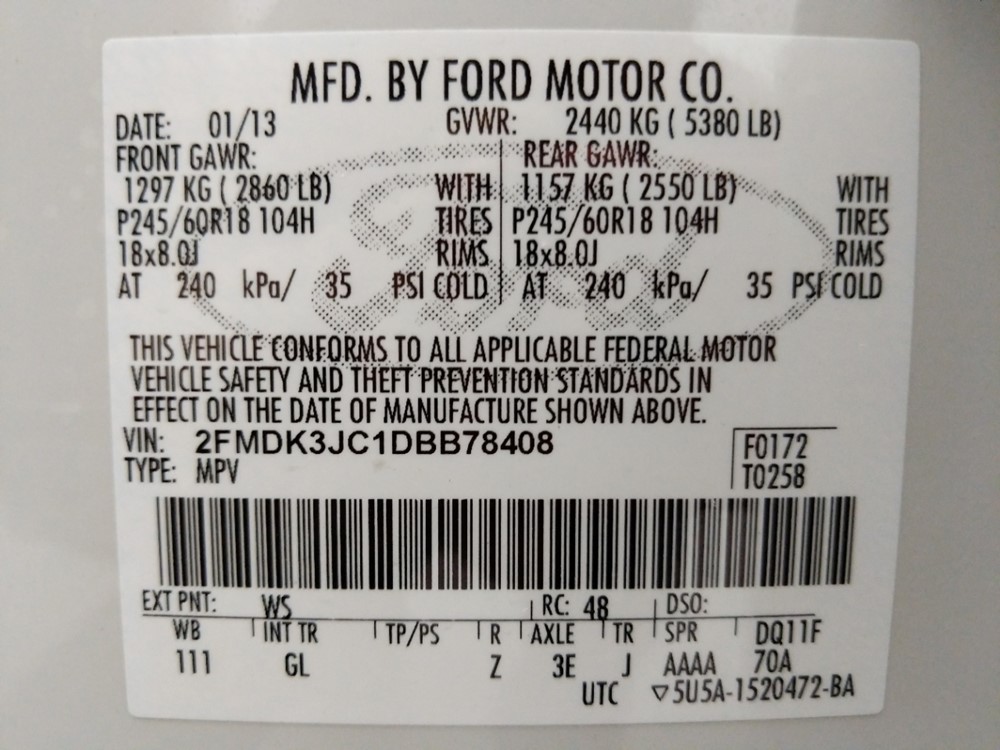 MFD. BY FORD MOTOR CO.
DATE: 01/13 GVWR: 2440 KG ( 5380 LB)
FRONT GAWR: REAR GAWR:
1297 KG ( 2860 LB) WITH 1157 KG ( 2550 LB) WITH
P245/60R18 104H TIRES P245/60R18 104H TIRES
18x8.0J RIMS 18x8.0J RIMS
AT 240 kPa/ 35 PSI COLD AT 240 kPa/ 35 PSI COLD
Ford
THIS VEHICLE CONFORMS TO ALL APPLICABLE FEDERAL MOTOR
VEHICLE SAFETY AND THEFT PREVENTION STANDARDS IN
EFFECT ON THE DATE OF MANUFACTURE SHOWN ABOVE.
VIN: 2FMDK3JC1DBB78408 F0172
TYPE: MPV T0258
EXT PNT: WS RC: 48 DSO:
WB INT TR TP/PS R AXLE TR SPR DQ11F
111 GL Z 3E J AAAA 70A
UTC ▽5U5A-1520472-BA